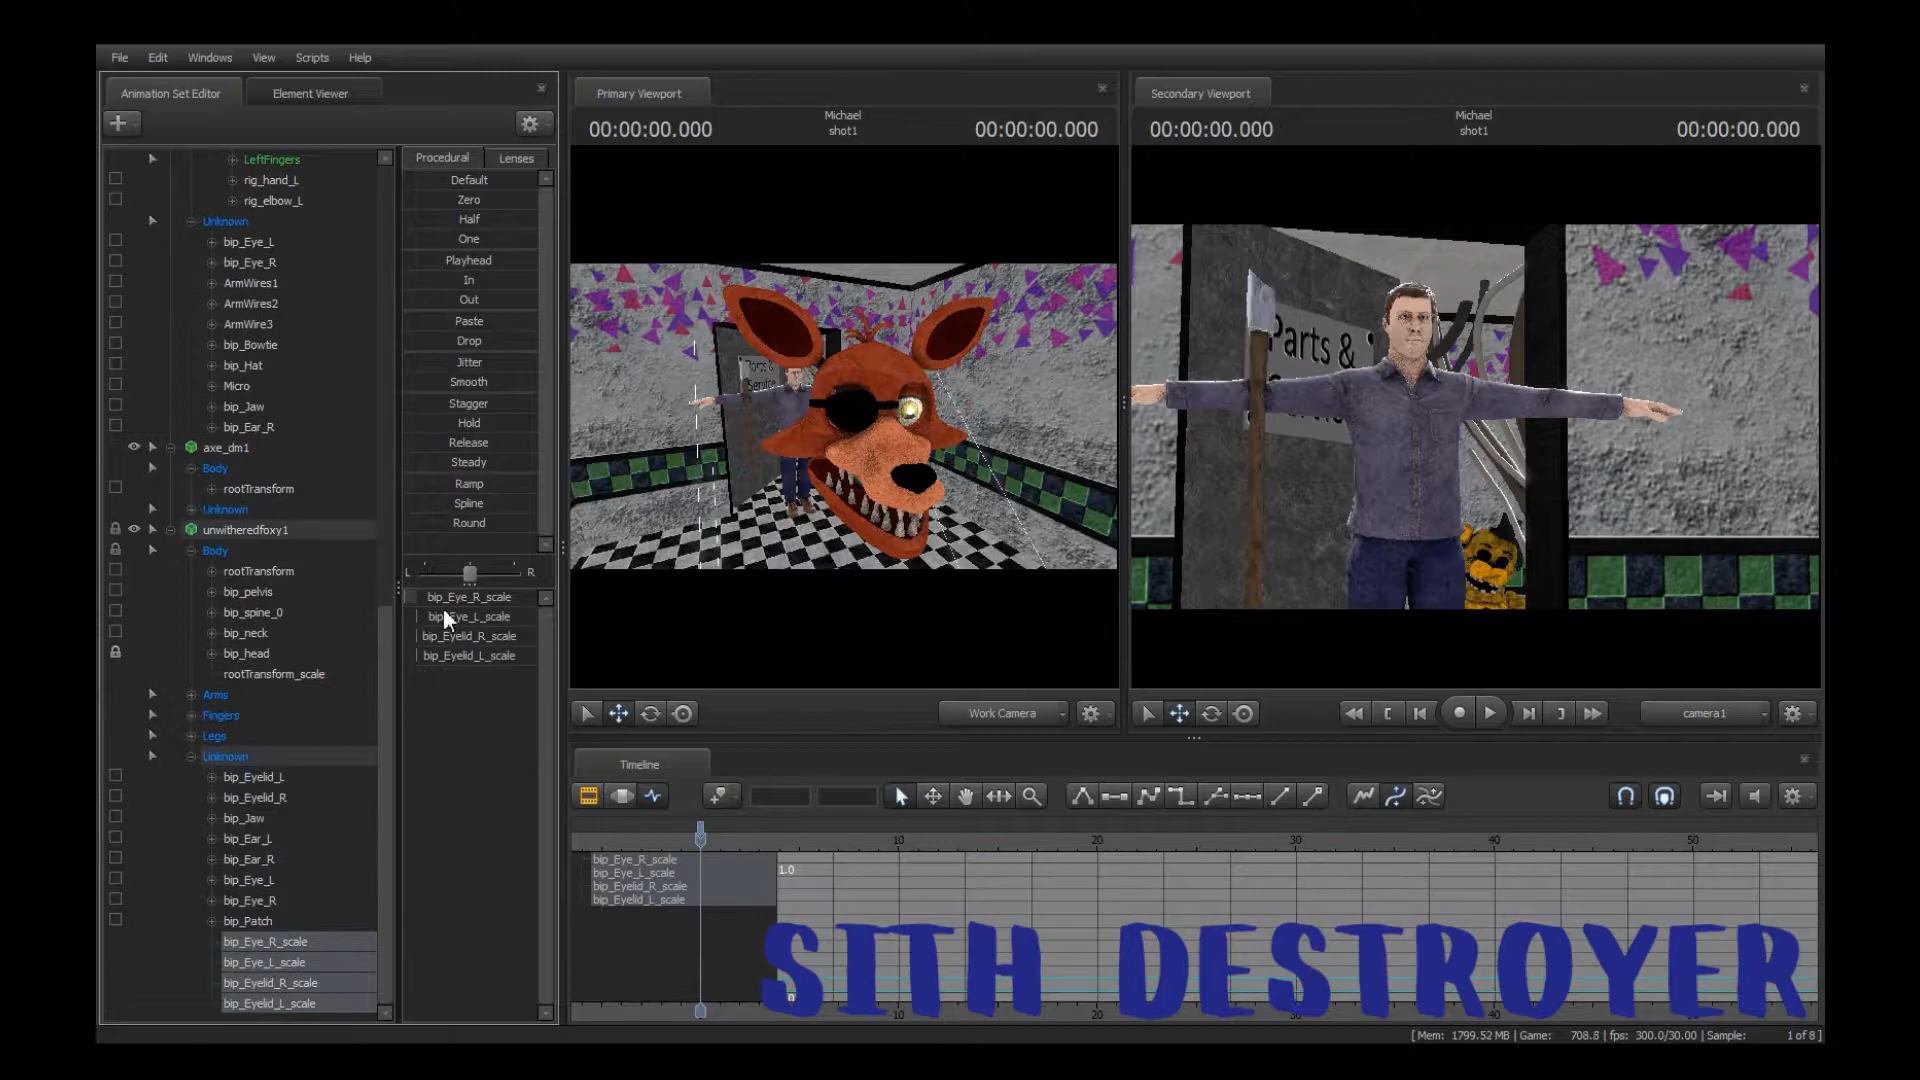 File Edit Windows View Scripts Help
Animation Set Editor Element Viewer
LeftFingers
rig_hand_L
rig_elbow_L
Unknown
bip_Eye_L
bip_Eye_R
ArmWires1
ArmWires2
ArmWire3
bip_Bowtie
bip_Hat
Micro
bip_Jaw
bip_Ear_R
axe_dm1
Body
rootTransform
Unknown
unwitheredfoxy1
Body
rootTransform
bip_pelvis
bip_spine_0
bip_neck
bip_head
rootTransform_scale
Arms
Fingers
Legs
Unknown
bip_Eyelid_L
bip_Eyelid_R
bip_Jaw
bip_Ear_L
bip_Ear_R
bip_Eye_L
bip_Eye_R
bip_Patch
bip_Eye_R_scale
bip_Eye_L_scale
bip_Eyelid_R_scale
bip_Eyelid_L_scale
Procedural Lenses
Default
Zero
Half
One
Playhead
In
Out
Paste
Drop
Jitter
Smooth
Stagger
Hold
Release
Steady
Ramp
Spline
Round
L R
bip_Eye_R_scale
bip_Eye_L_scale
bip_Eyelid_R_scale
bip_Eyelid_L_scale
Primary Viewport
00:00:00.000 Michael 00:00:00.000
shot1
Parts &
Service
Work Camera
Secondary Viewport
00:00:00.000 Michael 00:00:00.000
shot1
Parts &
camera1
Timeline
10 20 30 40 50
bip_Eye_R_scale
bip_Eye_L_scale
bip_Eyelid_R_scale
bip_Eyelid_L_scale
1.0
0
SITH DESTROYER
10 20 30 40
[ Mem: 1799.52 MB | Game: 708.8 | fps: 300.0/30.00 | Sample: 1 of 8 ]